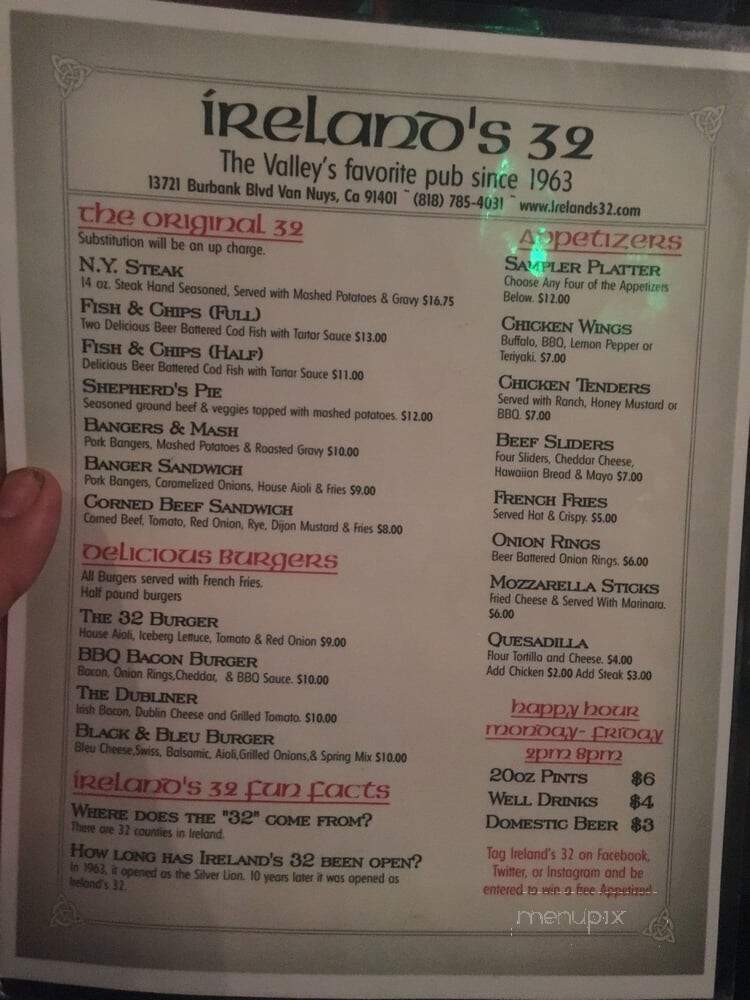 Ireland's 32
The Valley's favorite pub since 1963
13721 Burbank Blvd Van Nuys, Ca 91401 ~ (818) 785-4031 ~ www.Irelands32.com
The Original 32
Substitution will be an up charge.
N.Y. Steak
14 oz. Steak Hand Seasoned, Served with Mashed Potatoes & Gravy $16.75
Fish & Chips (Full)
Two Delicious Beer Battered Cod Fish with Tartar Sauce $13.00
Fish & Chips (Half)
Delicious Beer Battered Cod Fish with Tartar Sauce $11.00
Shepherd's Pie
Seasoned ground beef & veggies topped with mashed potatoes. $12.00
Bangers & Mash
Pork Bangers, Mashed Potatoes & Roasted Gravy $10.00
Banger Sandwich
Pork Bangers, Caramelized Onions, House Aioli & Fries $9.00
Corned Beef Sandwich
Corned Beef, Tomato, Red Onion, Rye, Dijon Mustard & Fries $8.00
Delicious Burgers
All Burgers served with French Fries.
Half pound burgers
The 32 Burger
House Aioli, Iceberg Lettuce, Tomato & Red Onion $9.00
BBQ Bacon Burger
Bacon, Onion Rings,Cheddar, & BBQ Sauce. $10.00
The Dubliner
Irish Bacon, Dublin Cheese and Grilled Tomato. $10.00
Black & Bleu Burger
Bleu Cheese,Swiss, Balsamic, Aioli,Grilled Onions,& Spring Mix $10.00
Ireland's 32 Fun Facts
Where does the "32" come from?
There are 32 counties in Ireland.
How long has Ireland's 32 been open?
In 1963, it opened as the Silver Lion. 10 years later it was opened as
Ireland's 32.
Appetizers
Sampler Platter
Choose Any Four of the Appetizers
Below. $12.00
Chicken Wings
Buffalo, BBQ, Lemon Pepper or
Teriyaki. $7.00
Chicken Tenders
Served with Ranch, Honey Mustard or
BBQ. $7.00
Beef Sliders
Four Sliders, Cheddar Cheese,
Hawaiian Bread & Mayo $7.00
French Fries
Served Hot & Crispy. $5.00
Onion Rings
Beer Battered Onion Rings. $6.00
Mozzarella Sticks
Fried Cheese & Served With Marinara.
$6.00
Quesadilla
Flour Tortilla and Cheese. $4.00
Add Chicken $2.00 Add Steak $3.00
Happy Hour
Monday- Friday
2pm 8pm
20oz Pints $6
Well Drinks $4
Domestic Beer $3
Tag Ireland's 32 on Facebook,
Twitter, or Instagram and be
entered to win a free Appetizer!
menupix